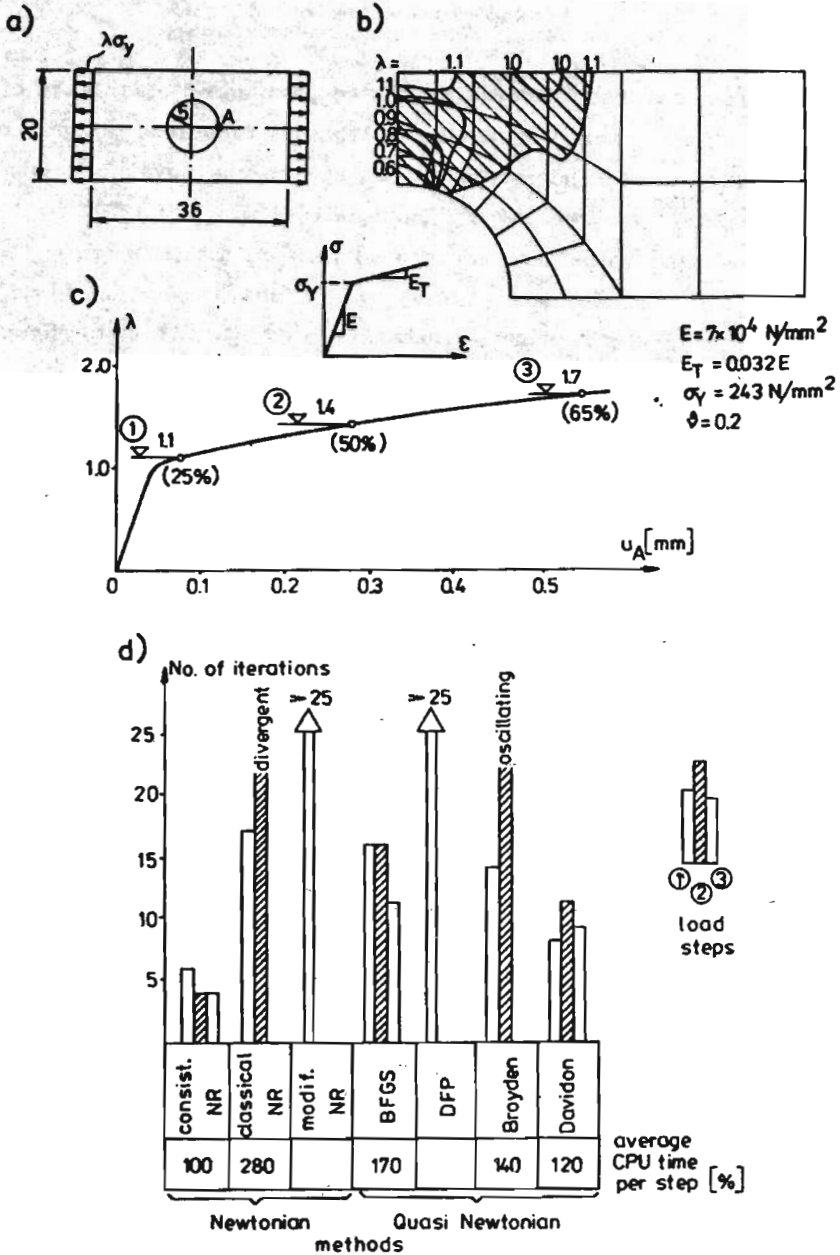 a)
λσy
20
5
A
36
b)
λ =
1.1
1.0
1.0
1.1
1.1
1.0
0.9
0.8
0.7
0.6
σ
σY
ET
E
ε
c)
λ
2.0
1.0
0
① 1.1
(25%)
② 1.4
(50%)
③ 1.7
(65%)
0.1
0.2
0.3
0.4
0.5
uA [mm]
E = 7×10⁴ N/mm²
ET = 0.032 E
σY = 243 N/mm²
ϑ = 0.2
d)
No. of iterations
25
20
15
10
5
divergent
≫ 25
≫ 25
oscillating
① ② ③
load
steps
consist. NR
classical NR
modif. NR
BFGS
DFP
Broyden
Davidon
100
280
170
140
120
average
CPU time
per step [%]
Newtonian
Quasi Newtonian
methods